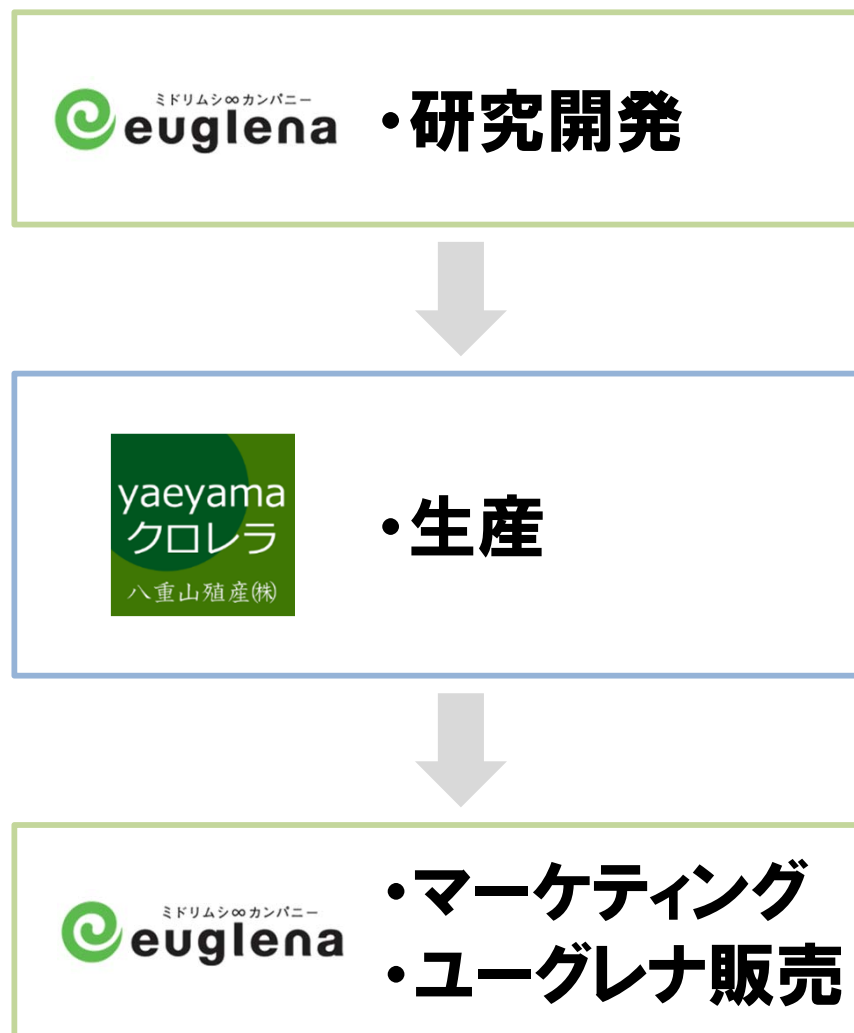 ミドリムシ∞カンパニー
euglena
・研究開発
yaeyama
クロレラ
八重山殖産㈱
・生産
ミドリムシ∞カンパニー
euglena
・マーケティング
・ユーグレナ販売